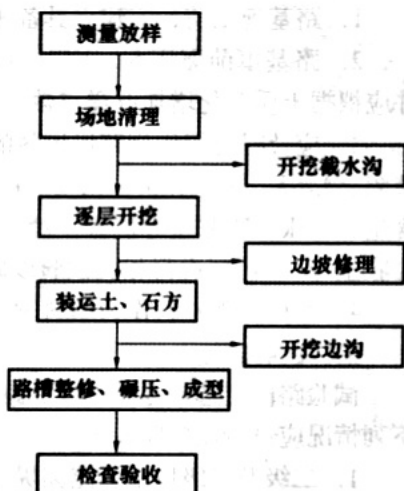 测量放样
场地清理
开挖截水沟
逐层开挖
边坡修理
装运土、石方
开挖边沟
路槽整修、碾压、成型
检查验收